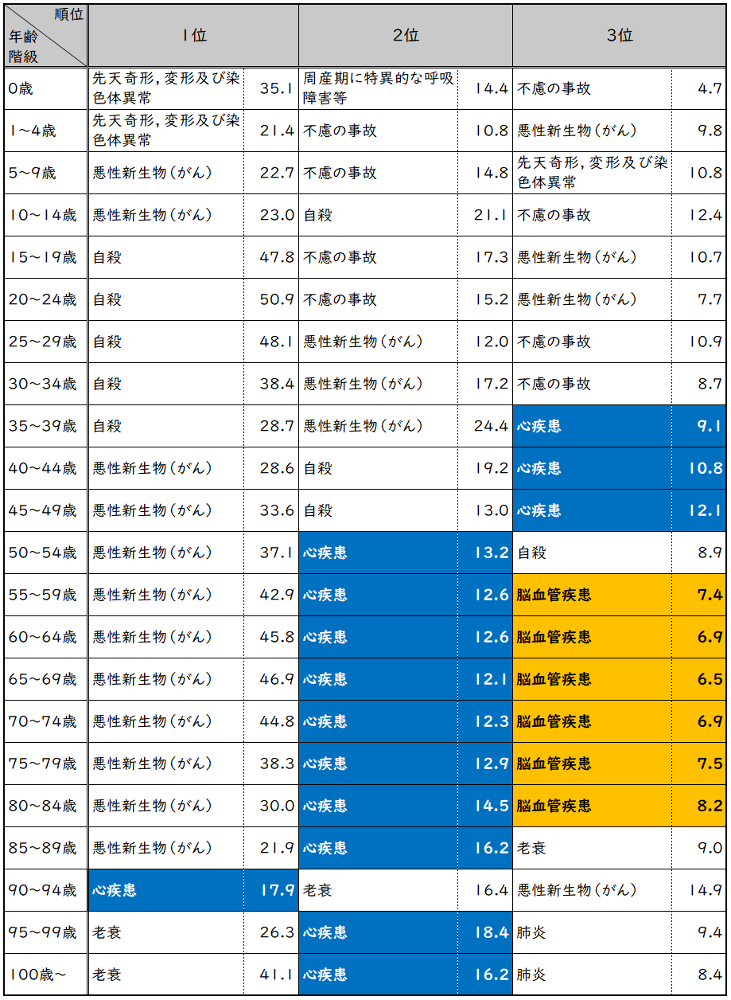 順位
年齢
階級
1位 2位 3位
0歳 先天奇形,変形及び染色体異常 35.1 周産期に特異的な呼吸障害等 14.4 不慮の事故 4.7
1～4歳 先天奇形,変形及び染色体異常 21.4 不慮の事故 10.8 悪性新生物(がん) 9.8
5～9歳 悪性新生物(がん) 22.7 不慮の事故 14.8 先天奇形,変形及び染色体異常 10.8
10～14歳 悪性新生物(がん) 23.0 自殺 21.1 不慮の事故 12.4
15～19歳 自殺 47.8 不慮の事故 17.3 悪性新生物(がん) 10.7
20～24歳 自殺 50.9 不慮の事故 15.2 悪性新生物(がん) 7.7
25～29歳 自殺 48.1 悪性新生物(がん) 12.0 不慮の事故 10.9
30～34歳 自殺 38.4 悪性新生物(がん) 17.2 不慮の事故 8.7
35～39歳 自殺 28.7 悪性新生物(がん) 24.4 心疾患 9.1
40～44歳 悪性新生物(がん) 28.6 自殺 19.2 心疾患 10.8
45～49歳 悪性新生物(がん) 33.6 自殺 13.0 心疾患 12.1
50～54歳 悪性新生物(がん) 37.1 心疾患 13.2 自殺 8.9
55～59歳 悪性新生物(がん) 42.9 心疾患 12.6 脳血管疾患 7.4
60～64歳 悪性新生物(がん) 45.8 心疾患 12.6 脳血管疾患 6.9
65～69歳 悪性新生物(がん) 46.9 心疾患 12.1 脳血管疾患 6.5
70～74歳 悪性新生物(がん) 44.8 心疾患 12.3 脳血管疾患 6.9
75～79歳 悪性新生物(がん) 38.3 心疾患 12.9 脳血管疾患 7.5
80～84歳 悪性新生物(がん) 30.0 心疾患 14.5 脳血管疾患 8.2
85～89歳 悪性新生物(がん) 21.9 心疾患 16.2 老衰 9.0
90～94歳 心疾患 17.9 老衰 16.4 悪性新生物(がん) 14.9
95～99歳 老衰 26.3 心疾患 18.4 肺炎 9.4
100歳～ 老衰 41.1 心疾患 16.2 肺炎 8.4